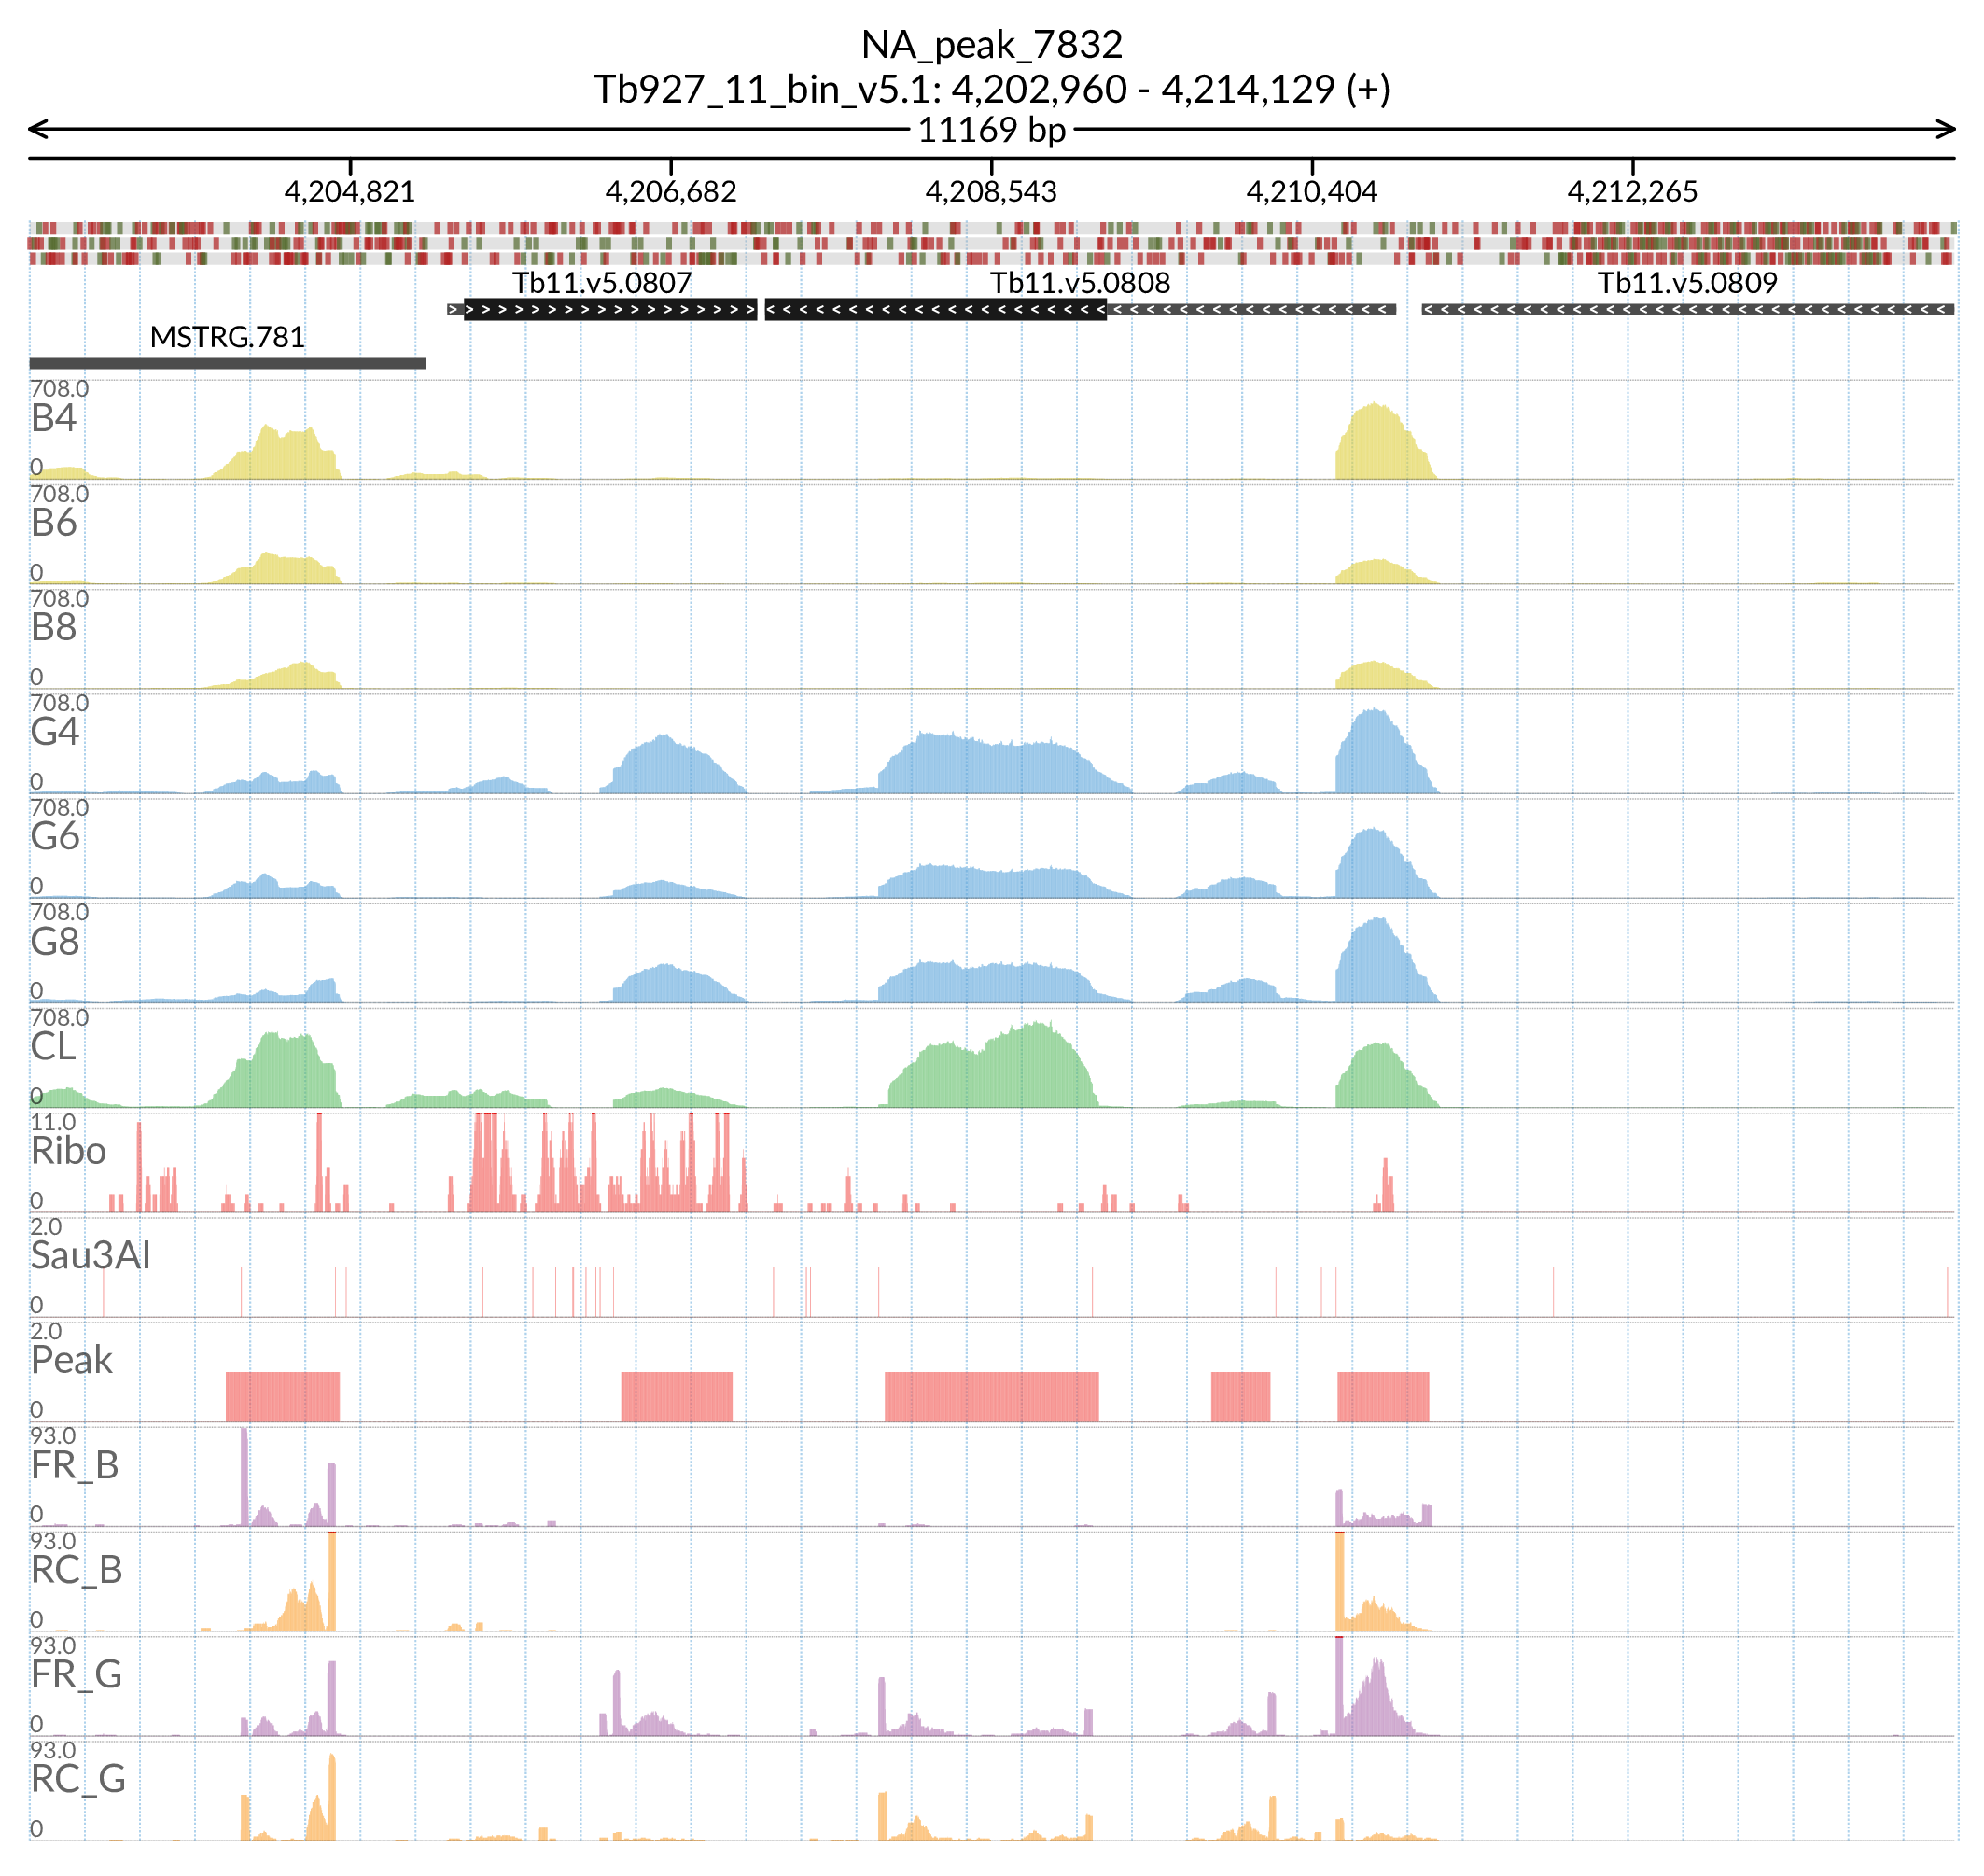 NA_peak_7832
Tb927_11_bin_v5.1: 4,202,960 - 4,214,129 (+)
11169 bp
4,204,821 4,206,682 4,208,543 4,210,404 4,212,265
Tb11.v5.0807 Tb11.v5.0808 Tb11.v5.0809
MSTRG.781
708.0
B4
0
708.0
B6
0
708.0
B8
0
708.0
G4
0
708.0
G6
0
708.0
G8
0
708.0
CL
0
11.0
Ribo
0
2.0
Sau3AI
0
2.0
Peak
0
93.0
FR_B
0
93.0
RC_B
0
93.0
FR_G
0
93.0
RC_G
0